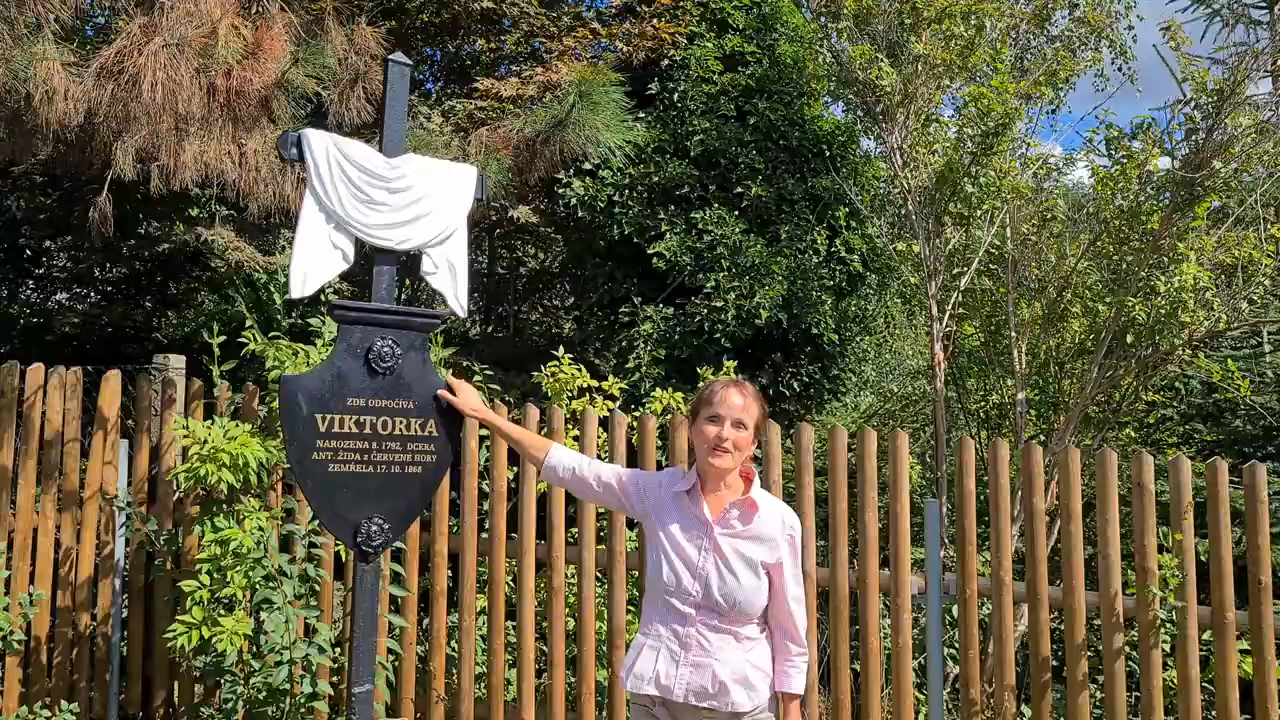 ZDE ODPOČÍVÁ
VIKTORKA
NAROZENA 8. 1792, DCERA
ANT. ŽIDA z ČERVENÉ HORY
ZEMŘELA 17. 10. 1868